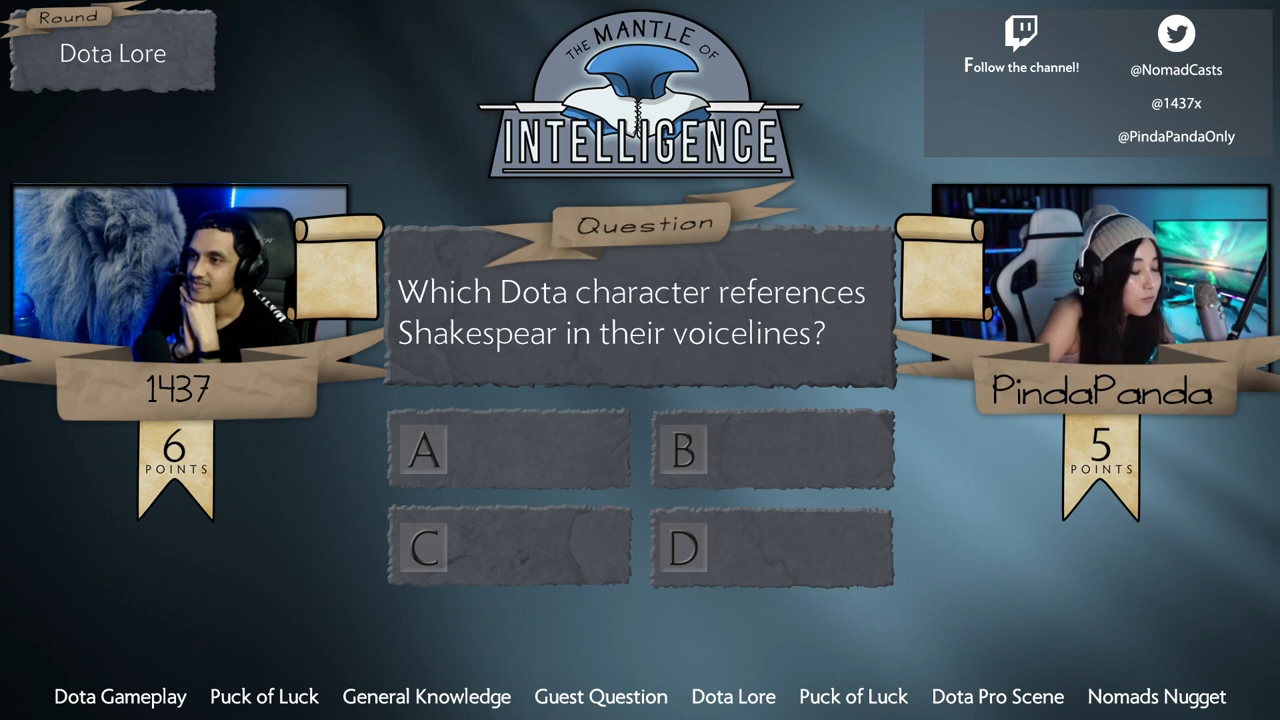 Round
Dota Lore
THE MANTLE OF
INTELLIGENCE
Follow the channel!
@NomadCasts
@1437x
@PindaPandaOnly
Question
Which Dota character references
Shakespear in their voicelines?
1437
6
POINTS
PindaPanda
5
POINTS
A
B
C
D
Dota Gameplay Puck of Luck General Knowledge Guest Question Dota Lore Puck of Luck Dota Pro Scene Nomads Nugget